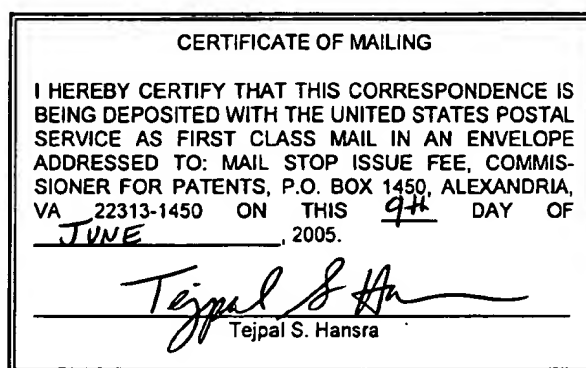 CERTIFICATE OF MAILING
I HEREBY CERTIFY THAT THIS CORRESPONDENCE IS
BEING DEPOSITED WITH THE UNITED STATES POSTAL
SERVICE AS FIRST CLASS MAIL IN AN ENVELOPE
ADDRESSED TO: MAIL STOP ISSUE FEE, COMMIS-
SIONER FOR PATENTS, P.O. BOX 1450, ALEXANDRIA,
VA 22313-1450 ON THIS 9TH DAY OF
JUNE, 2005.
Tejpal S Han
Tejpal S. Hansra